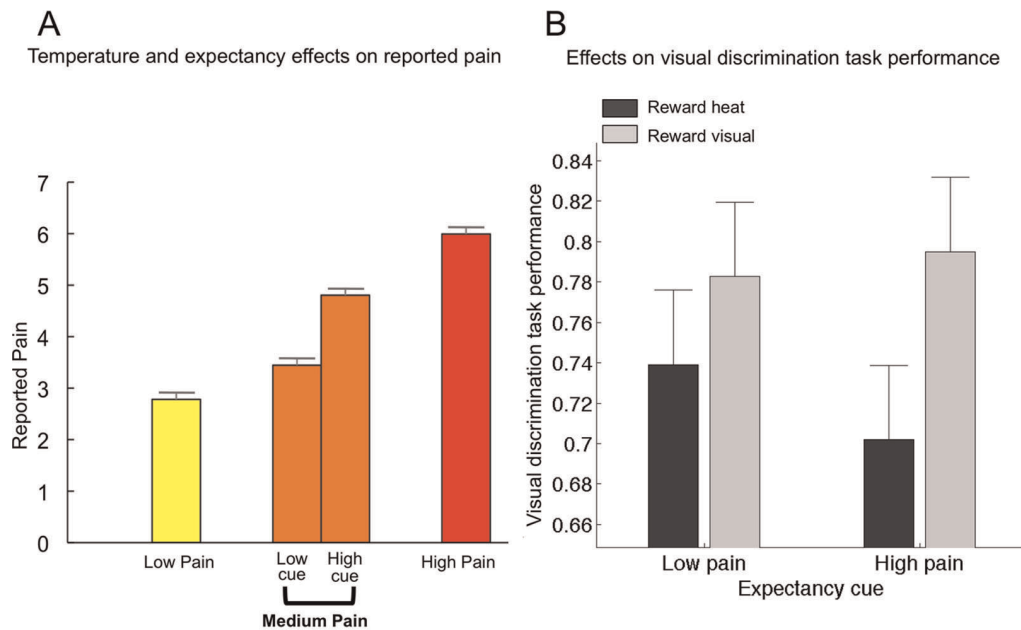 A
Temperature and expectancy effects on reported pain
7
6
5
4
3
2
1
0
Reported Pain
Low Pain
Low cue
High cue
High Pain
Medium Pain
B
Effects on visual discrimination task performance
Reward heat
Reward visual
0.84
0.82
0.8
0.78
0.76
0.74
0.72
0.7
0.68
0.66
Visual discrimination task performance
Low pain
High pain
Expectancy cue